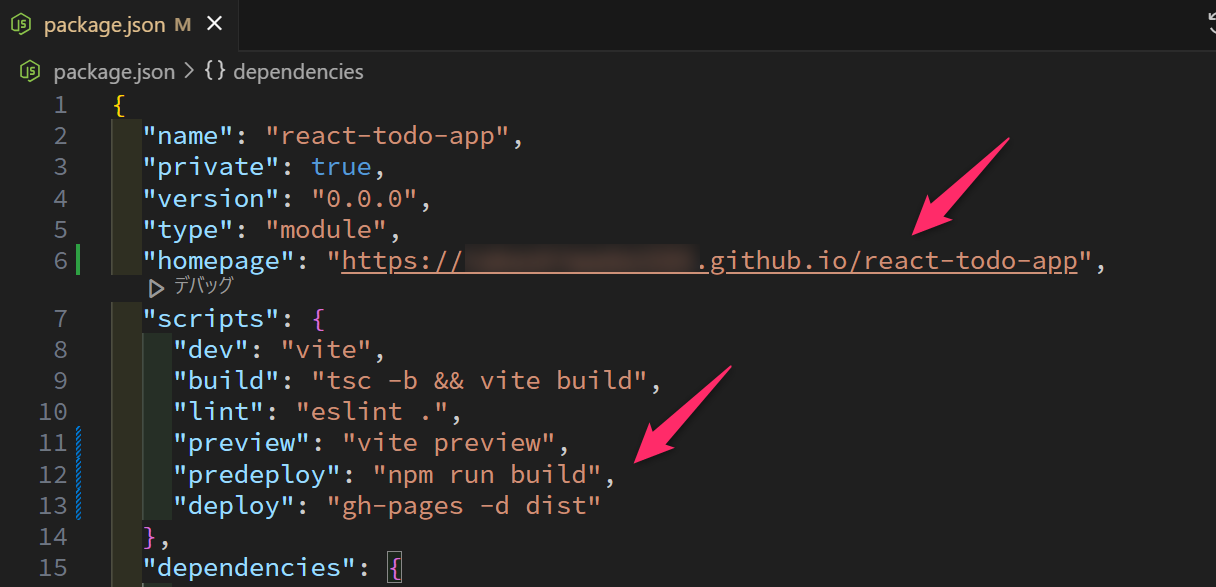 package.json M
package.json > {} dependencies
1 {
2 "name": "react-todo-app",
3 "private": true,
4 "version": "0.0.0",
5 "type": "module",
6 "homepage": "https:// .github.io/react-todo-app",
デバッグ
7 "scripts": {
8 "dev": "vite",
9 "build": "tsc -b && vite build",
10 "lint": "eslint .",
11 "preview": "vite preview",
12 "predeploy": "npm run build",
13 "deploy": "gh-pages -d dist"
14 },
15 "dependencies": {